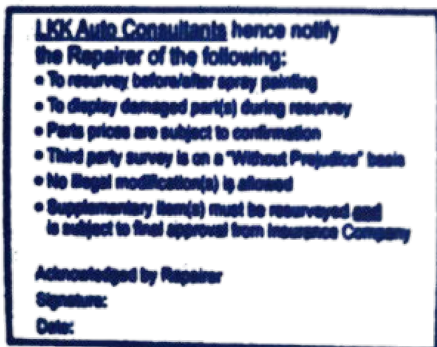 LKK Auto Consultants hence notify
the Repairer of the following:
• To resurvey before/after spray painting
• To display damaged part(s) during resurvey
• Parts prices are subject to confirmation
• Third party survey is on a "Without Prejudice" basis
• No illegal modification(s) is allowed
• Supplementary item(s) must be resurveyed and
is subject to final approval from Insurance Company
Acknowledged by Repairer
Signature:
Date: